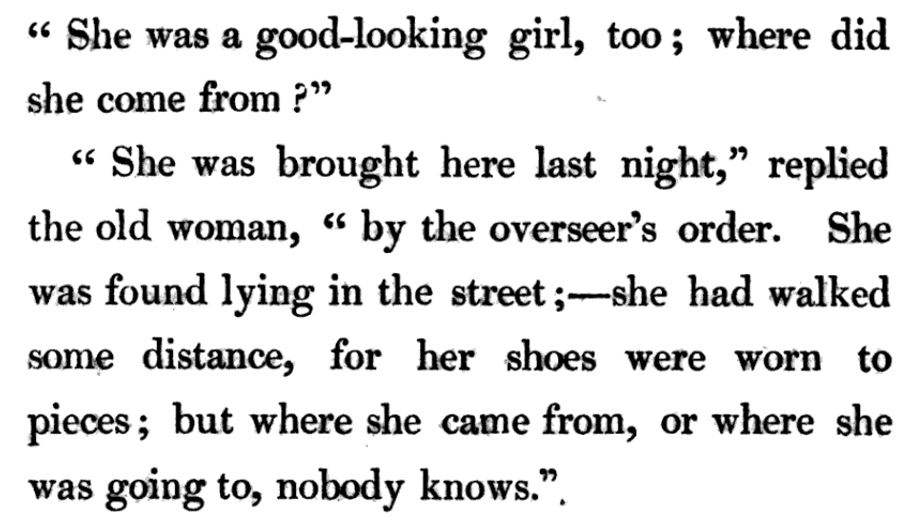 “ She was a good-looking girl, too ; where did
she come from ?”
“ She was brought here last night,” replied
the old woman, “ by the overseer’s order. She
was found lying in the street ;—she had walked
some distance, for her shoes were worn to
pieces ; but where she came from, or where she
was going to, nobody knows.”.